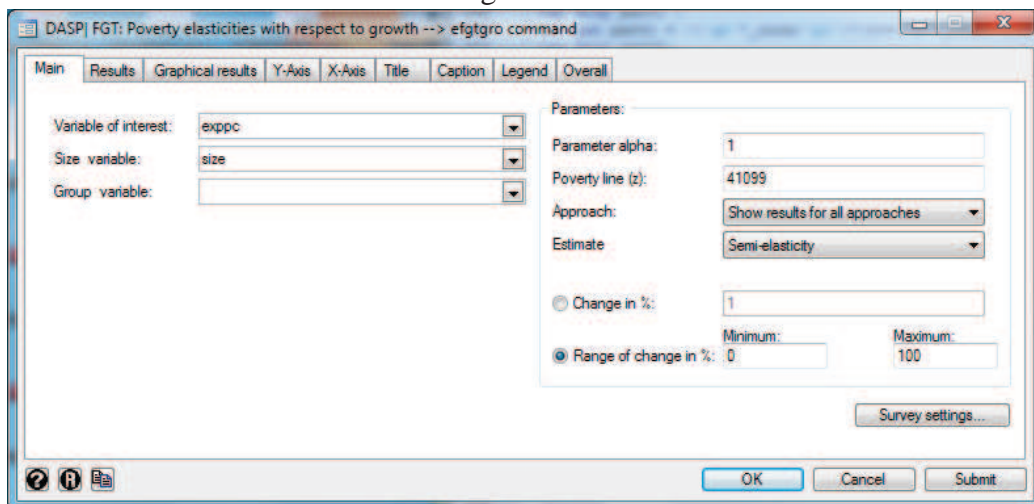 DASP| FGT: Poverty elasticities with respect to growth --> efgtgro command
Main Results Graphical results Y-Axis X-Axis Title Caption Legend Overall
Variable of interest: exppc
Size variable: size
Group variable:
Parameters:
Parameter alpha: 1
Poverty line (z): 41099
Approach: Show results for all approaches
Estimate Semi-elasticity
Change in %: 1
Minimum: Maximum:
Range of change in %: 0 100
Survey settings...
OK Cancel Submit